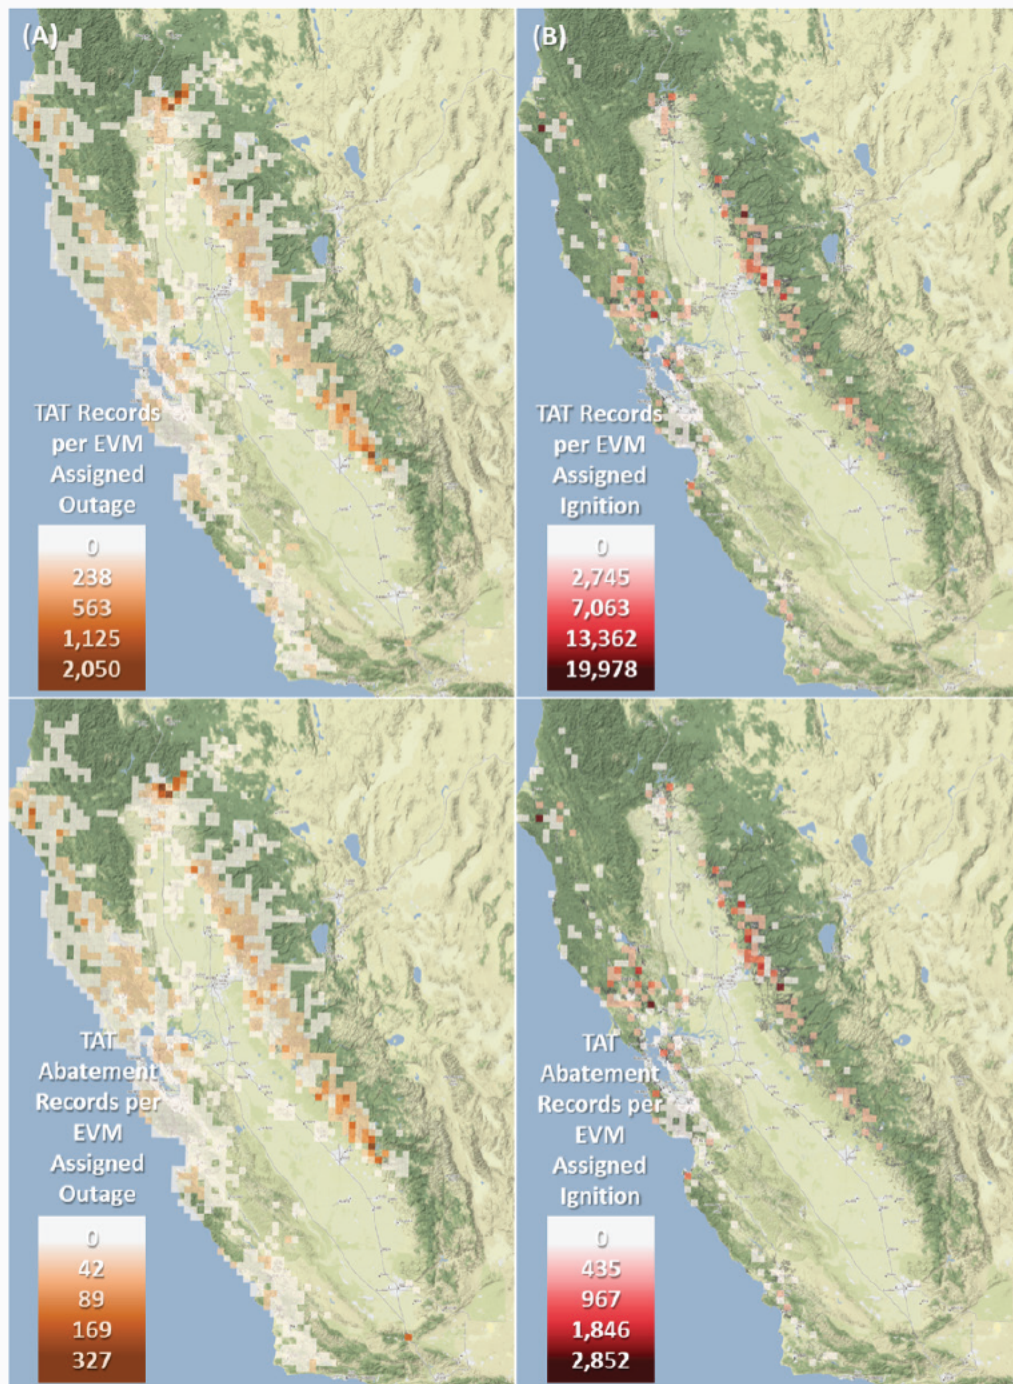 (A)
TAT Records
per EVM
Assigned
Outage
0
238
563
1,125
2,050
(B)
TAT Records
per EVM
Assigned
Ignition
0
2,745
7,063
13,362
19,978
TAT
Abatement
Records per
EVM
Assigned
Outage
0
42
89
169
327
TAT
Abatement
Records per
EVM
Assigned
Ignition
0
435
967
1,846
2,852